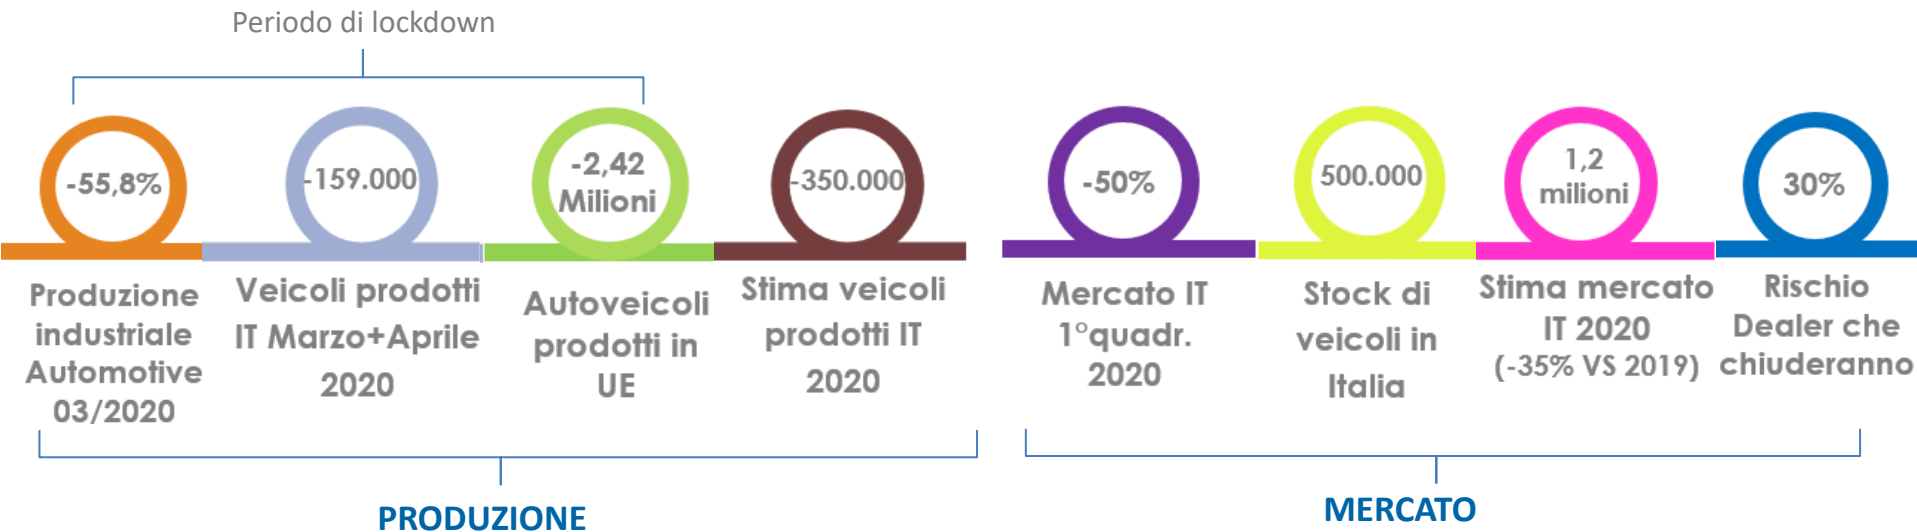 Periodo di lockdown
-55,8%
Produzione
industriale
Automotive
03/2020
-159.000
Veicoli prodotti
IT Marzo+Aprile
2020
-2,42
Milioni
Autoveicoli
prodotti in
UE
-350.000
Stima veicoli
prodotti IT
2020
PRODUZIONE
-50%
Mercato IT
1°quadr.
2020
500.000
Stock di
veicoli in
Italia
1,2
milioni
Stima mercato
IT 2020
(-35% VS 2019)
30%
Rischio
Dealer che
chiuderanno
MERCATO